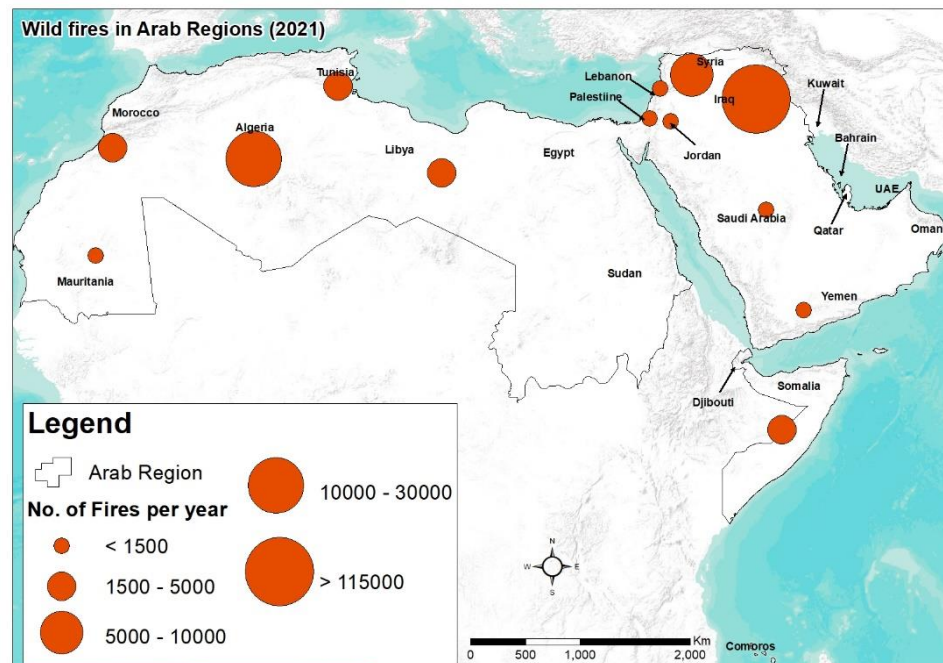 Wild fires in Arab Regions (2021)
Syria
Tunisia
Lebanon
Kuwait
Palestiine
Iraq
Morocco
Algeria
Bahrain
Libya
Egypt
Jordan
UAE
Saudi Arabia
Qatar
Oman
Sudan
Mauritania
Yemen
Somalia
Djibouti
Legend
Arab Region
No. of Fires per year
10000 - 30000
< 1500
> 115000
1500 - 5000
5000 - 10000
N
W
E
S
Km
0 500 1,000 2,000
Comoros